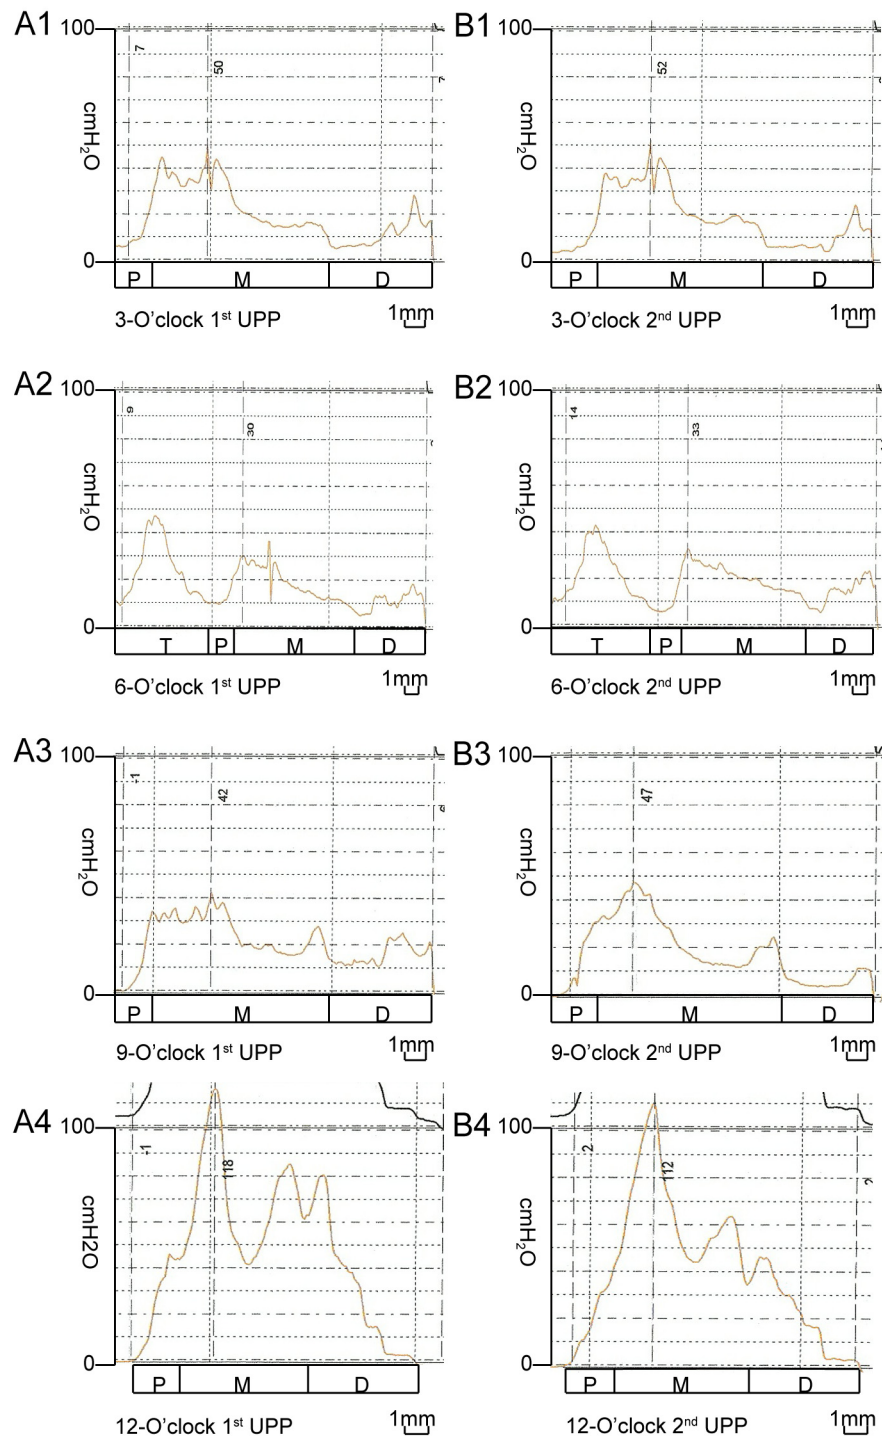 A1 B1
100 100
7
50 52
cmH₂O cmH₂O
0 0
P M D P M D
3-O'clock 1st UPP 1mm 3-O'clock 2nd UPP 1mm
A2 B2
100 100
9 14
30 33
cmH₂O cmH₂O
0 0
T P M D T P M D
6-O'clock 1st UPP 1mm 6-O'clock 2nd UPP 1mm
A3 B3
100 100
-1
42 47
cmH₂O cmH₂O
0 0
P M D P M D
9-O'clock 1st UPP 1mm 9-O'clock 2nd UPP 1mm
A4 B4
100 100
-1 2
118 112
cmH2O cmH₂O
0 0
P M D P M D
12-O'clock 1st UPP 1mm 12-O'clock 2nd UPP 1mm